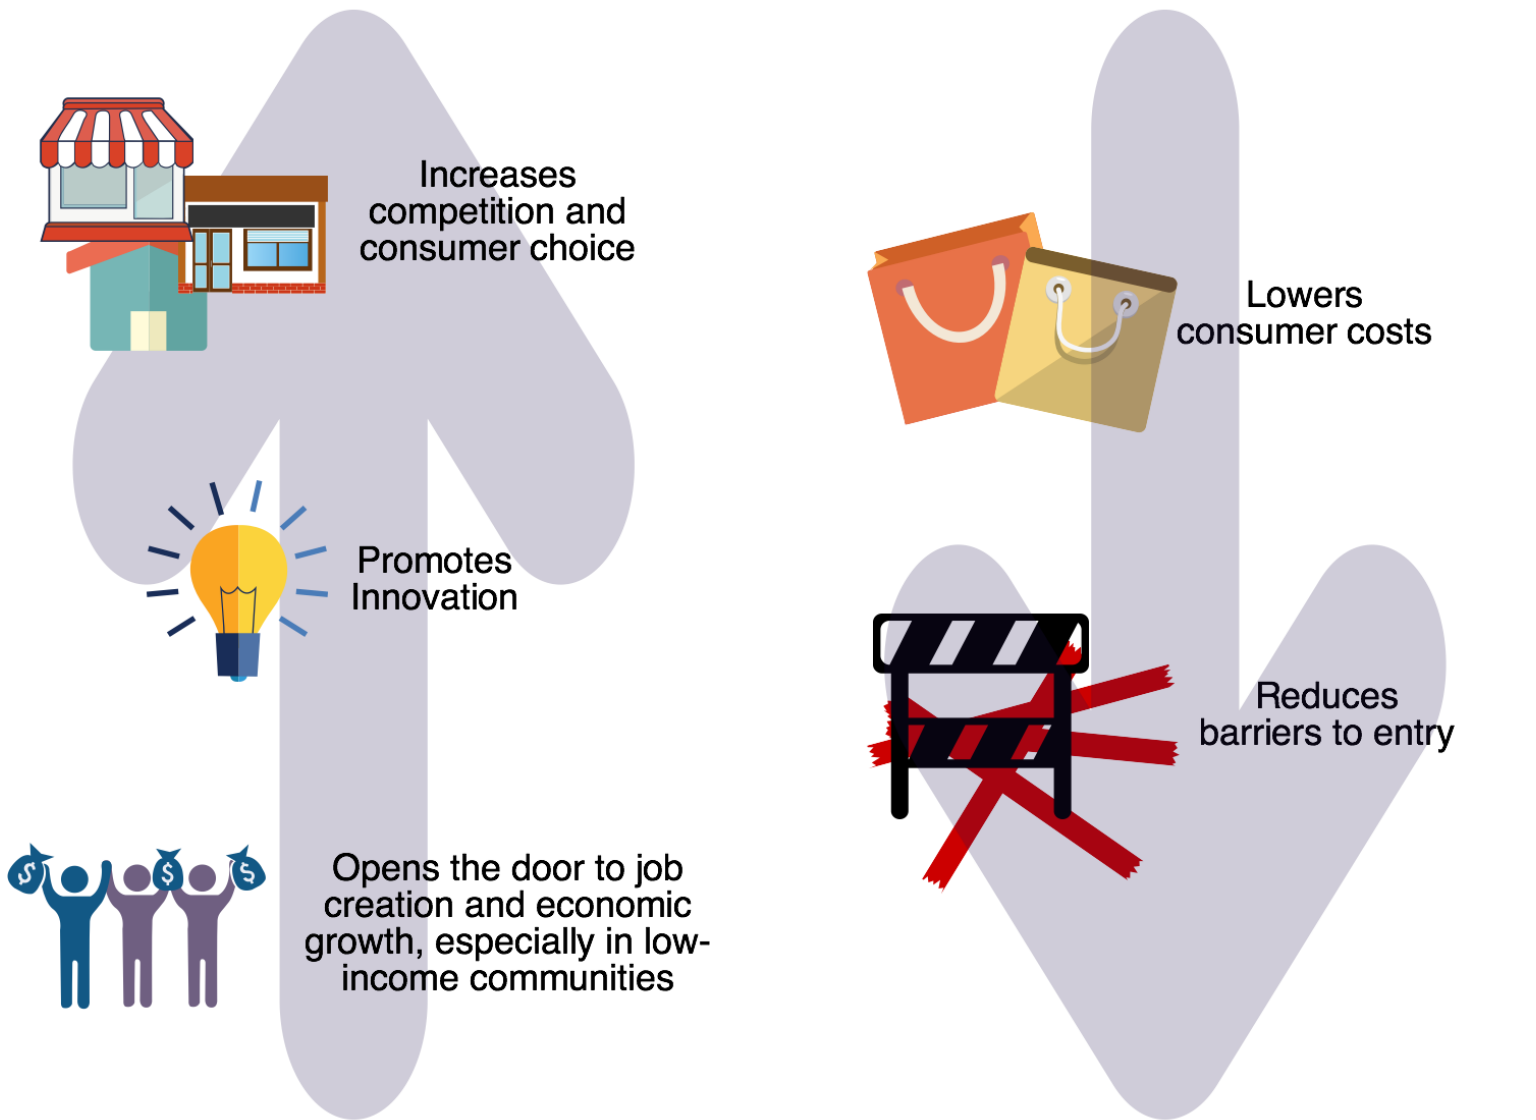 Increases
competition and
consumer choice
Promotes
Innovation
$ $ $
Opens the door to job
creation and economic
growth, especially in low-
income communities
Lowers
consumer costs
Reduces
barriers to entry